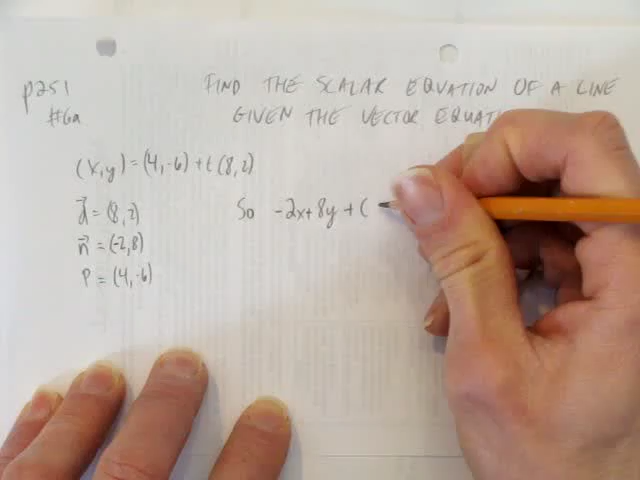 p251
#6a
FIND THE SCALAR EQUATION OF A LINE
GIVEN THE VECTOR
(x,y) = (4,-6) + t(8,2)
d⃗ = (8,2)
n⃗ = (-2,8)
P = (4,-6)
So -2x+8y+C